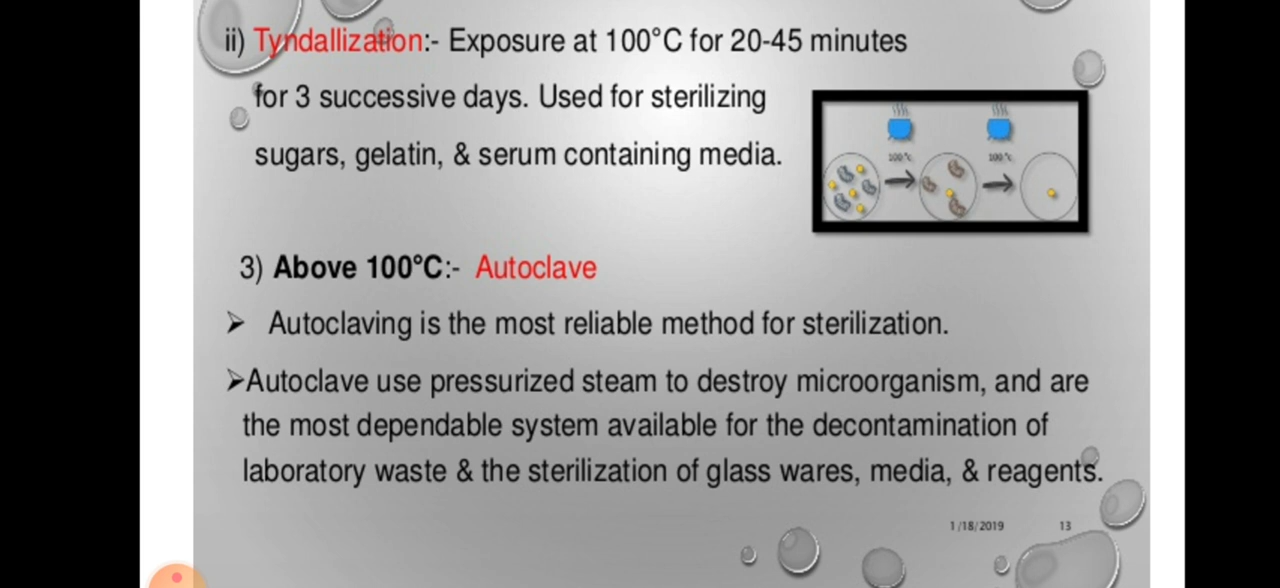 ii) Tyndallization:- Exposure at 100°C for 20-45 minutes
for 3 successive days. Used for sterilizing
sugars, gelatin, & serum containing media.
100 °c
100 °c
3) Above 100°C:- Autoclave
➢ Autoclaving is the most reliable method for sterilization.
➢Autoclave use pressurized steam to destroy microorganism, and are
the most dependable system available for the decontamination of
laboratory waste & the sterilization of glass wares, media, & reagents.
1/18/2019
13